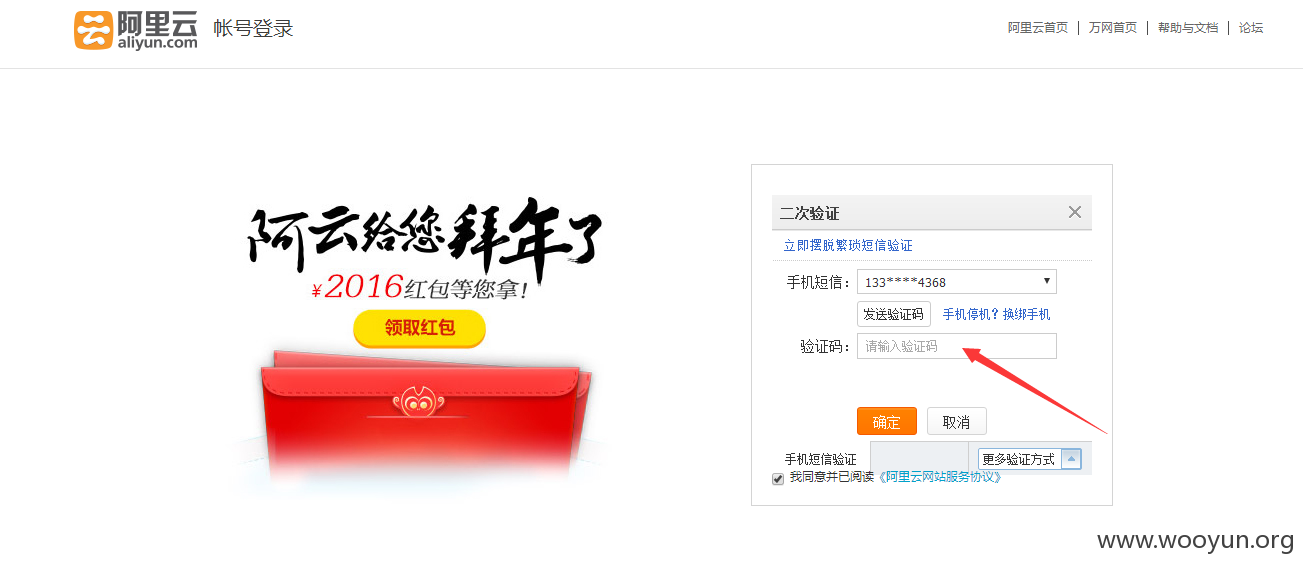 阿里云 帐号登录
aliyun.com
阿里云首页 | 万网首页 | 帮助与文档 | 论坛
阿云给您拜年了
¥2016红包等您拿!
领取红包
二次验证
立即摆脱繁琐短信验证
手机短信: 133****4368
发送验证码 手机停机?换绑手机
验证码: 请输入验证码
确定 取消
手机短信验证 更多验证方式
我同意并已阅读《阿里云网站服务协议》
www.wooyun.org